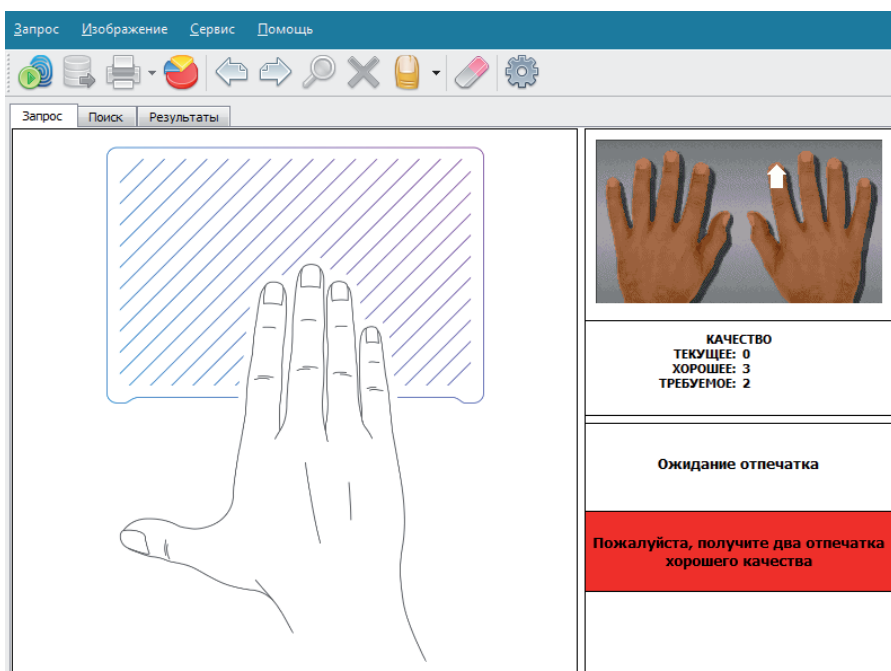 Запрос Изображение Сервис Помощь
Запрос Поиск Результаты
КАЧЕСТВО
ТЕКУЩЕЕ: 0
ХОРОШЕЕ: 3
ТРЕБУЕМОЕ: 2
Ожидание отпечатка
Пожалуйста, получите два отпечатка
хорошего качества